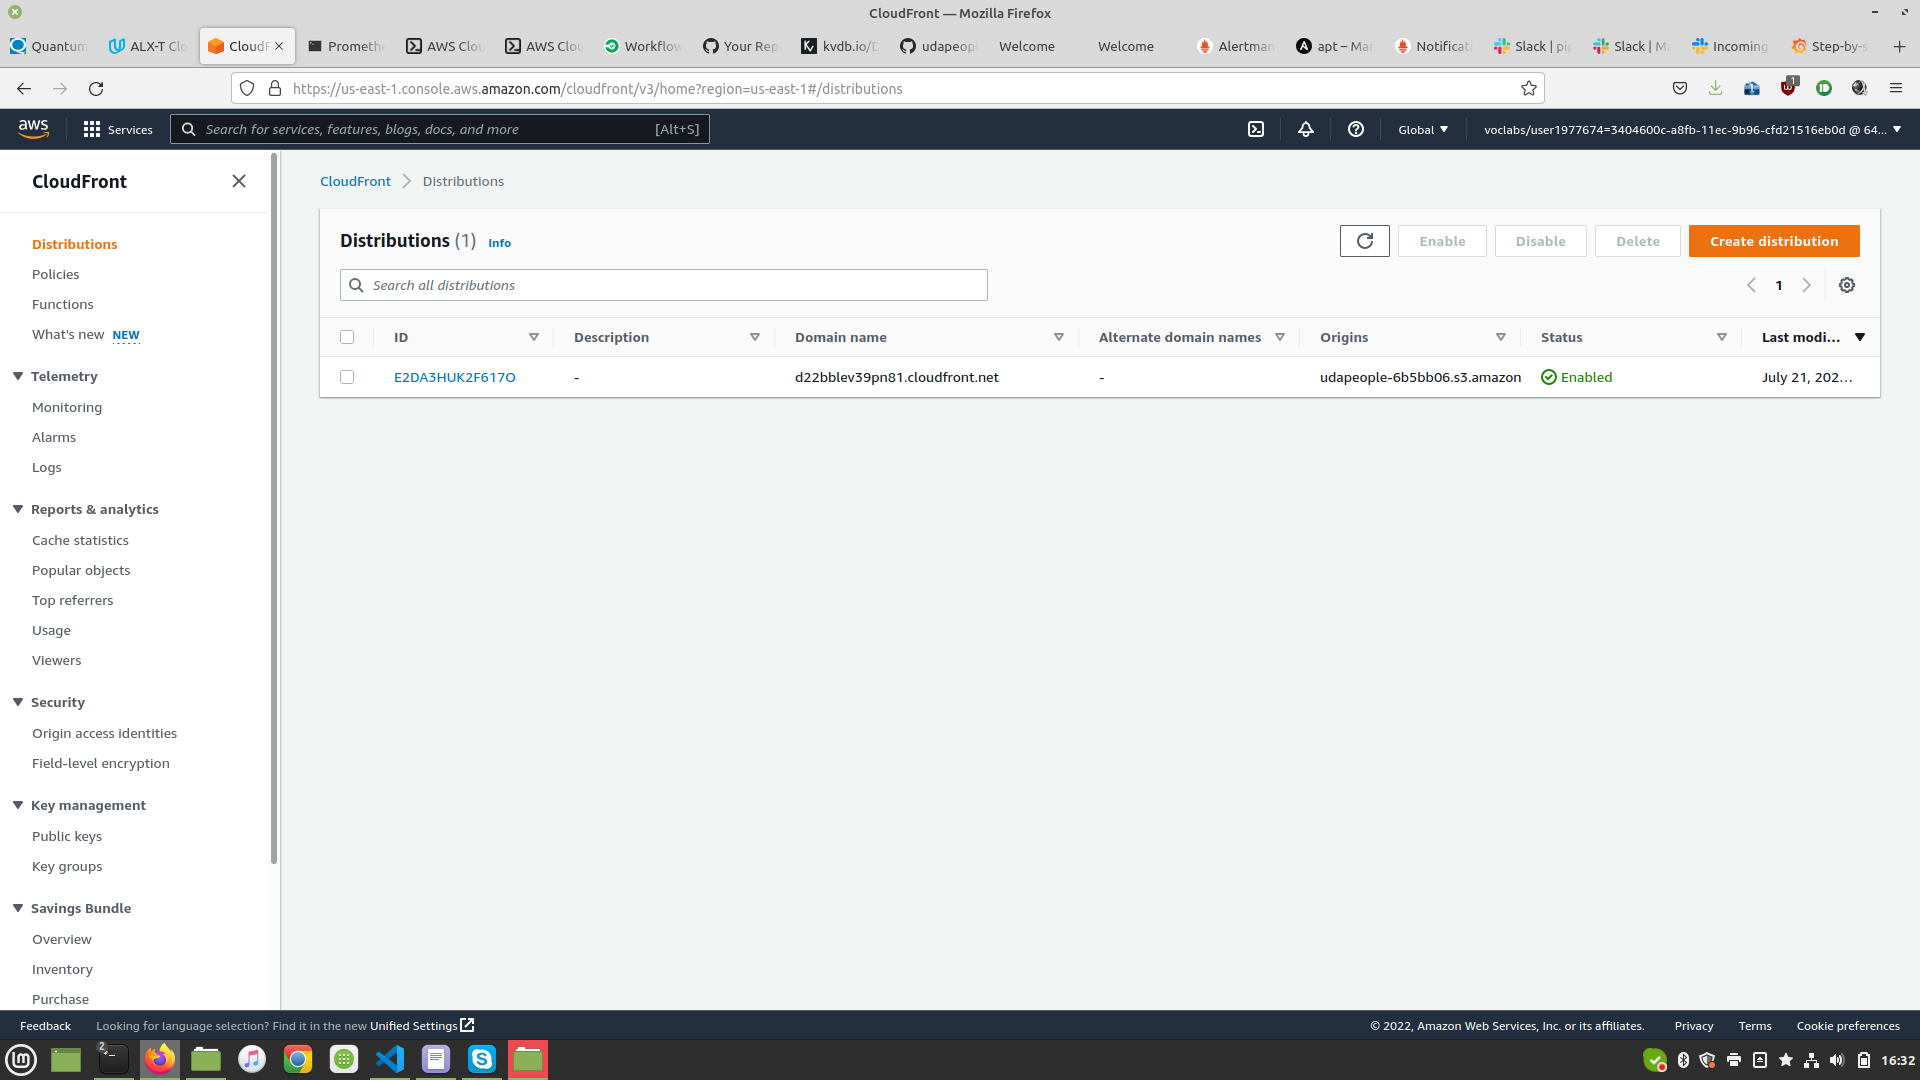 CloudFront — Mozilla Firefox
Quantum
ALX-T Clo
CloudF
Prometh
AWS Clou
AWS Clou
Workflow
Your Rep
kvdb.io/
udapeopl
Welcome
Welcome
Alertman
apt – Ma
Notificat
Slack | pi
Slack | M
Incoming
Step-by-s
https://us-east-1.console.aws.amazon.com/cloudfront/v3/home?region=us-east-1#/distributions
1
aws
Services
Search for services, features, blogs, docs, and more
[Alt+S]
Global
voclabs/user1977674=3404600c-a8fb-11ec-9b96-cfd21516eb0d @ 64...
CloudFront
Distributions
Policies
Functions
What's new NEW
Telemetry
Monitoring
Alarms
Logs
Reports & analytics
Cache statistics
Popular objects
Top referrers
Usage
Viewers
Security
Origin access identities
Field-level encryption
Key management
Public keys
Key groups
Savings Bundle
Overview
Inventory
Purchase
CloudFront
Distributions
Distributions (1) Info
Enable
Disable
Delete
Create distribution
Search all distributions
1
ID
Description
Domain name
Alternate domain names
Origins
Status
Last modi...
E2DA3HUK2F617O
-
d22bblev39pn81.cloudfront.net
-
udapeople-6b5bb06.s3.amazon
Enabled
July 21, 202...
Feedback
Looking for language selection? Find it in the new Unified Settings
© 2022, Amazon Web Services, Inc. or its affiliates.
Privacy
Terms
Cookie preferences
2
16:32